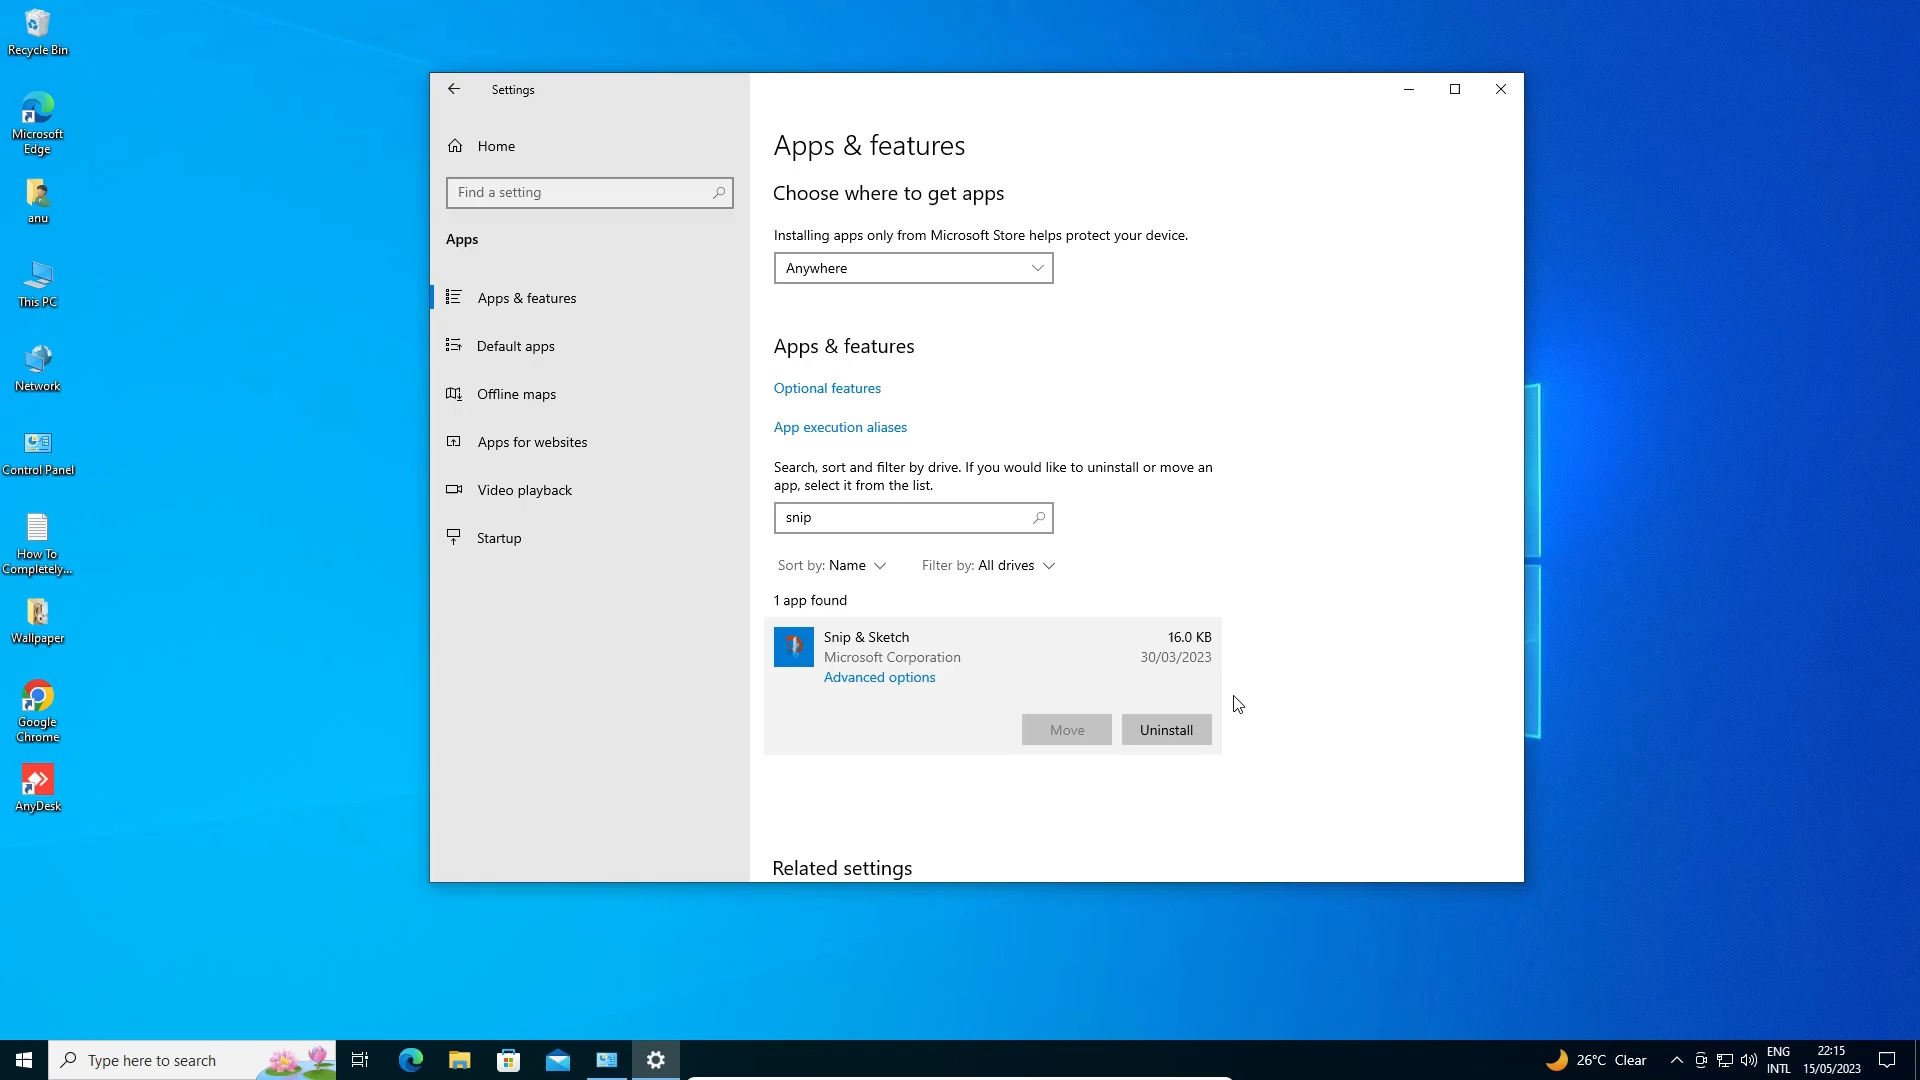 Recycle Bin
Microsoft
Edge
anu
This PC
Network
Control Panel
How To
Completely...
Wallpaper
Google
Chrome
AnyDesk
Settings
Home
Find a setting
Apps
Apps & features
Default apps
Offline maps
Apps for websites
Video playback
Startup
Apps & features
Choose where to get apps
Installing apps only from Microsoft Store helps protect your device.
Anywhere
Apps & features
Optional features
App execution aliases
Search, sort and filter by drive. If you would like to uninstall or move an
app, select it from the list.
snip
Sort by: Name
Filter by: All drives
1 app found
Snip & Sketch
16.0 KB
Microsoft Corporation
30/03/2023
Advanced options
Move
Uninstall
Related settings
Type here to search
26°C Clear
ENG
INTL
22:15
15/05/2023